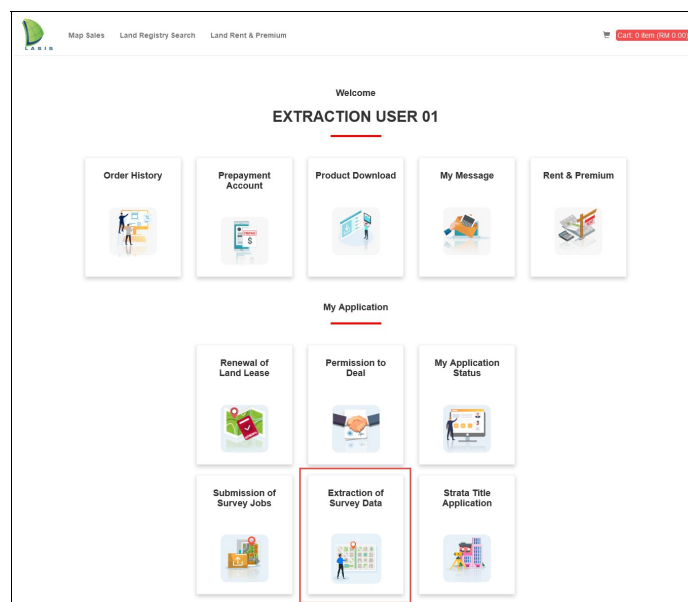 LASIS
Map Sales Land Registry Search Land Rent & Premium
Cart: 0 item (RM 0.00)
Welcome
EXTRACTION USER 01
Order History
Prepayment
Account
Product Download
My Message
Rent & Premium
My Application
Renewal of
Land Lease
Permission to
Deal
My Application
Status
Submission of
Survey Jobs
Extraction of
Survey Data
Strata Title
Application